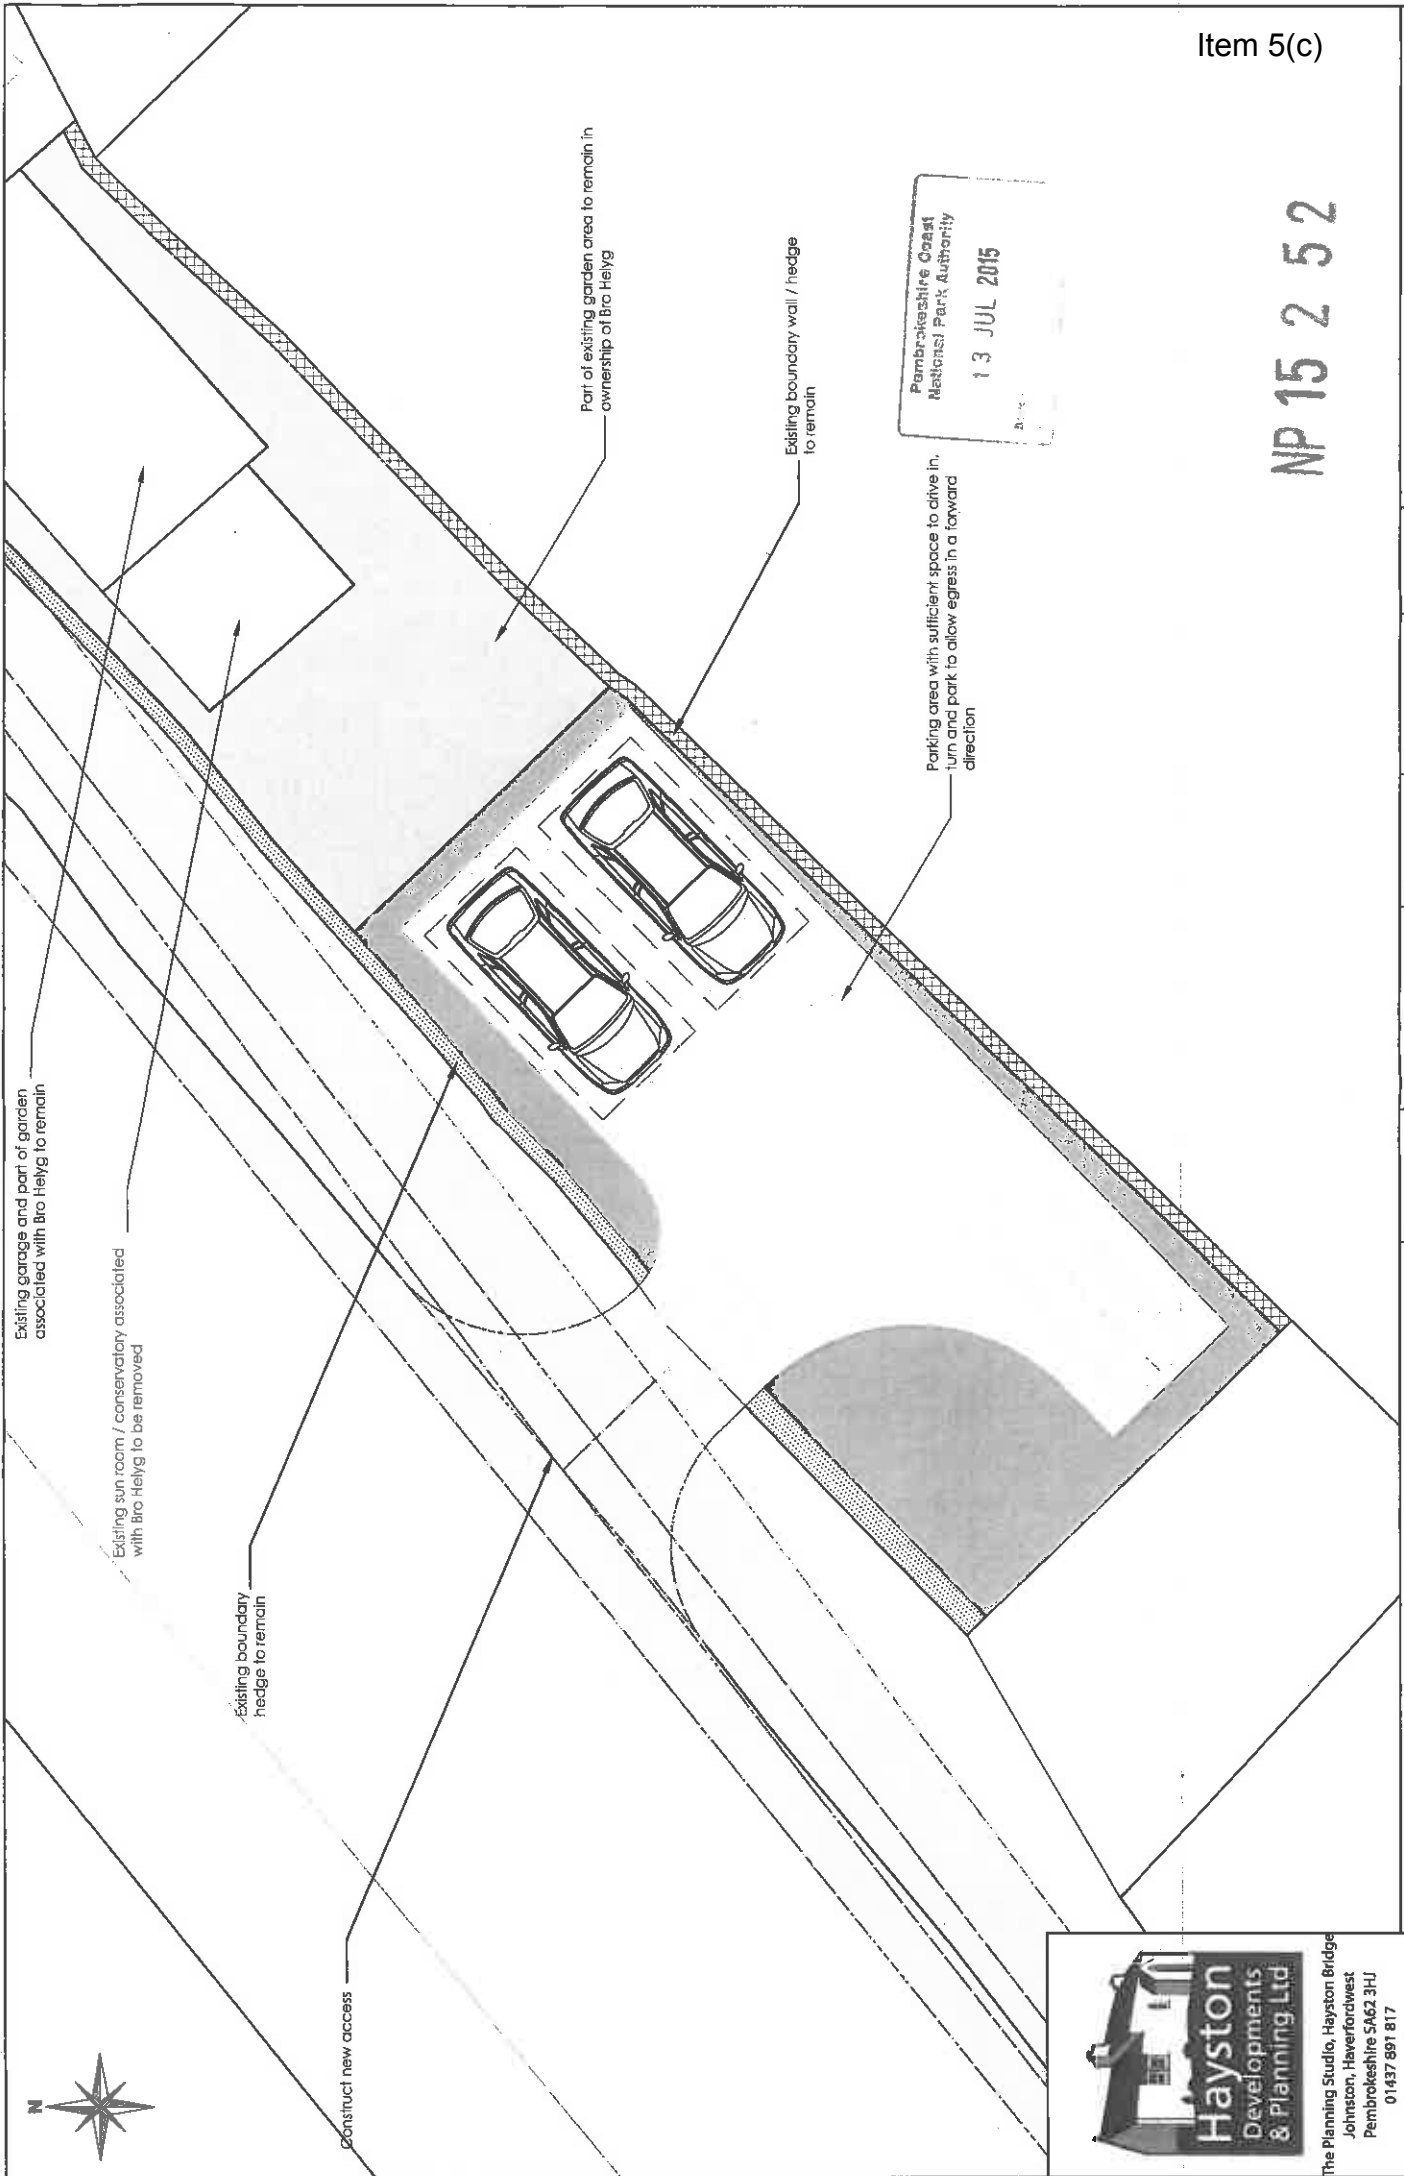 Item 5(c)
Existing garage and part of garden
associated with Bro Helyg to remain
Existing sun room / conservatory associated
with Bro Helyg to be removed
Existing boundary
hedge to remain
Construct new access
N
Part of existing garden area to remain in
ownership of Bro Helyg
Existing boundary wall / hedge
to remain
Parking area with sufficient space to drive in,
turn and park to allow egress in a forward
direction
Pembrokeshire Coast
National Park Authority
13 JUL 2015
NP 15 252
Hayston
Developments
& Planning Ltd
The Planning Studio, Hayston Bridge
Johnston, Haverfordwest
Pembrokeshire SA62 3HJ
01437 891 817